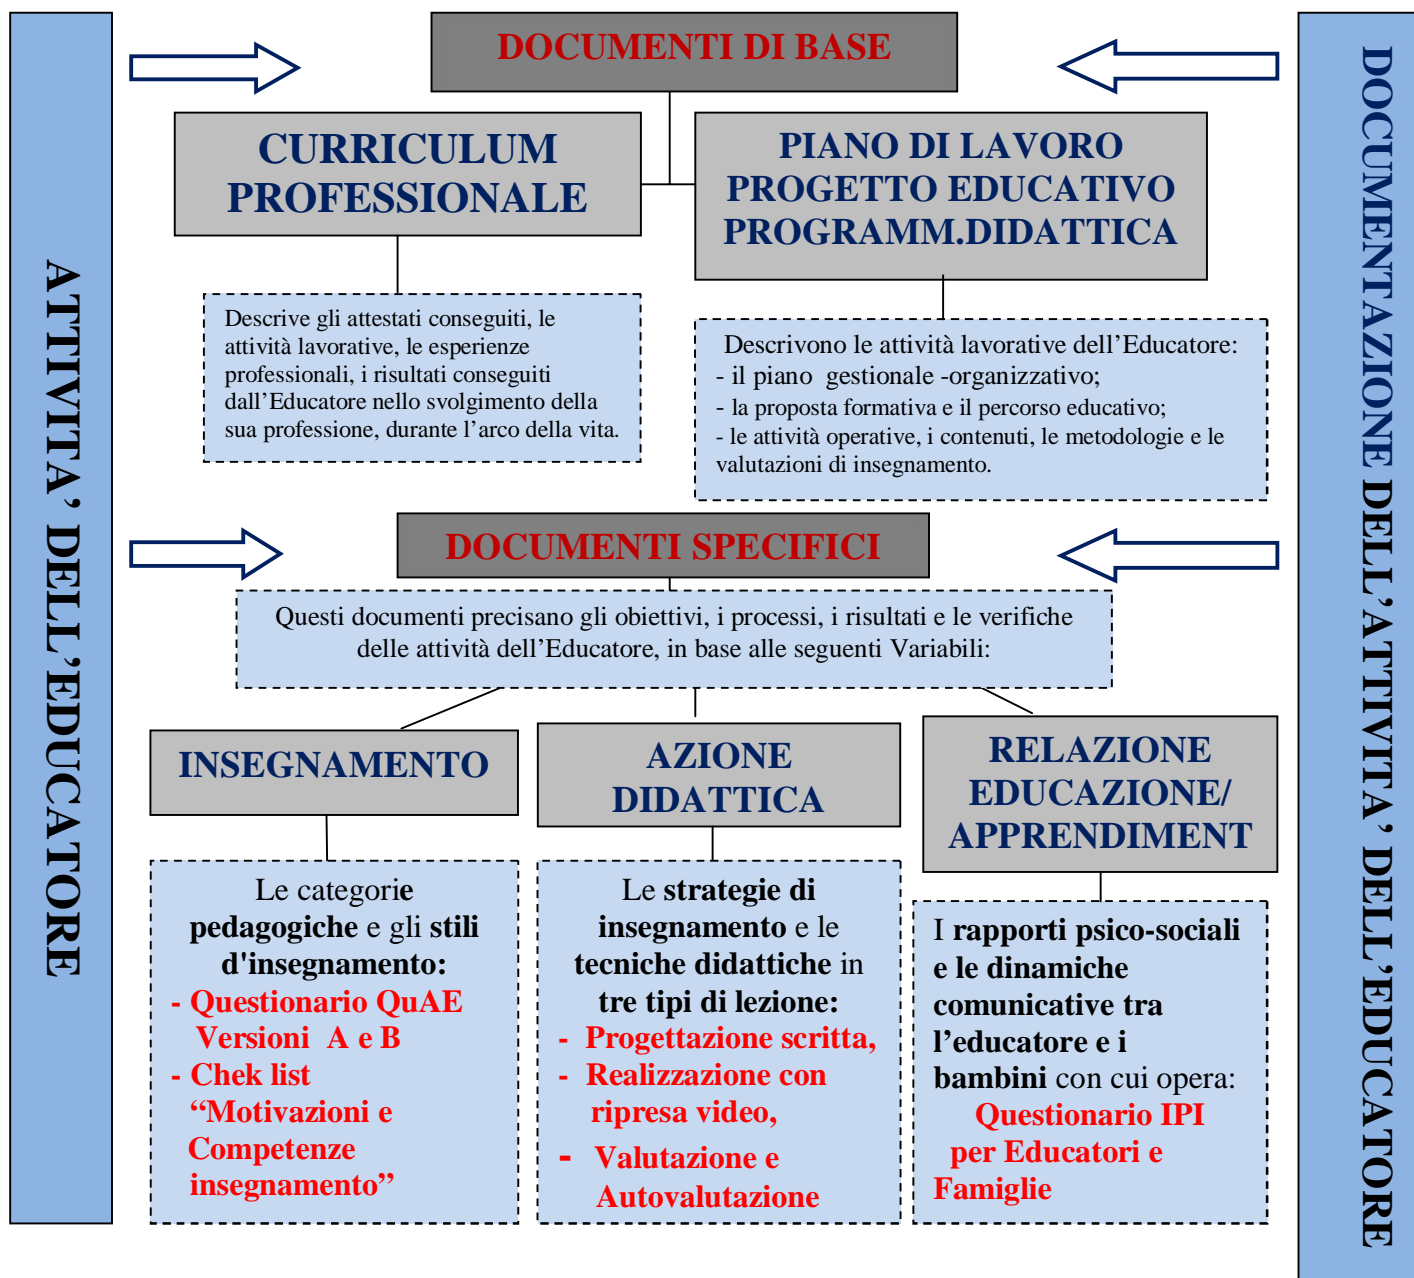 ATTIVITA’ DELL’EDUCATORE
DOCUMENTI DI BASE
CURRICULUM
PROFESSIONALE
PIANO DI LAVORO
PROGETTO EDUCATIVO
PROGRAMM.DIDATTICA
Descrive gli attestati conseguiti, le
attività lavorative, le esperienze
professionali, i risultati conseguiti
dall’Educatore nello svolgimento della
sua professione, durante l’arco della vita.
Descrivono le attività lavorative dell’Educatore:
- il piano gestionale -organizzativo;
- la proposta formativa e il percorso educativo;
- le attività operative, i contenuti, le metodologie e le
valutazioni di insegnamento.
DOCUMENTI SPECIFICI
Questi documenti precisano gli obiettivi, i processi, i risultati e le verifiche
delle attività dell’Educatore, in base alle seguenti Variabili:
INSEGNAMENTO
Le categorie
pedagogiche e gli stili
d'insegnamento:
- Questionario QuAE
Versioni A e B
- Chek list
“Motivazioni e
Competenze
insegnamento”
AZIONE
DIDATTICA
Le strategie di
insegnamento e le
tecniche didattiche in
tre tipi di lezione:
- Progettazione scritta,
- Realizzazione con
ripresa video,
- Valutazione e
Autovalutazione
RELAZIONE
EDUCAZIONE/
APPRENDIMENT
I rapporti psico-sociali
e le dinamiche
comunicative tra
l’educatore e i
bambini con cui opera:
Questionario IPI
per Educatori e
Famiglie
DOCUMENTAZIONE DELL’ATTIVITA’ DELL’EDUCATORE